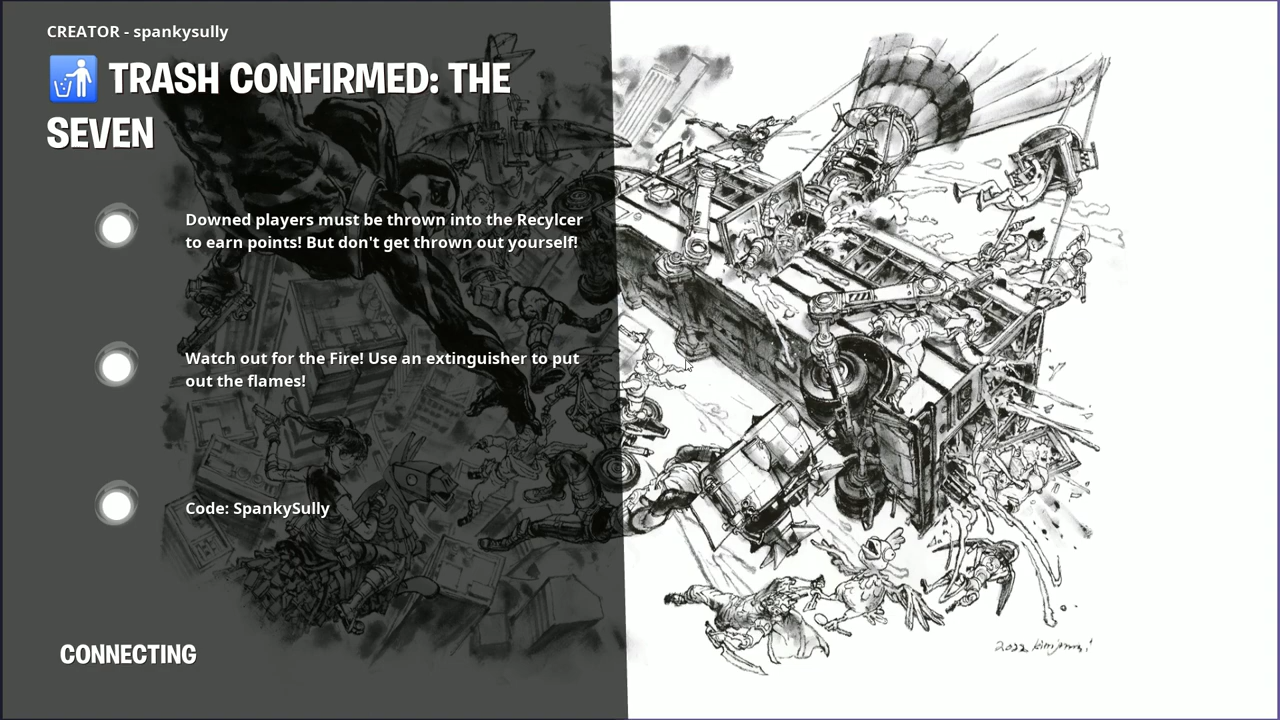 CREATOR - spankysully
TRASH CONFIRMED: THE
SEVEN
Downed players must be thrown into the Recylcer
to earn points! But don't get thrown out yourself!
Watch out for the Fire! Use an extinguisher to put
out the flames!
Code: SpankySully
CONNECTING
2022